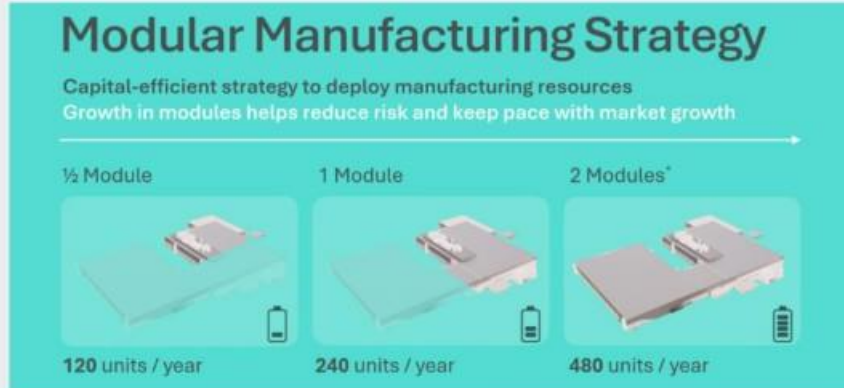 Modular Manufacturing Strategy
Capital-efficient strategy to deploy manufacturing resources
Growth in modules helps reduce risk and keep pace with market growth
½ Module
1 Module
2 Modules*
120 units / year
240 units / year
480 units / year